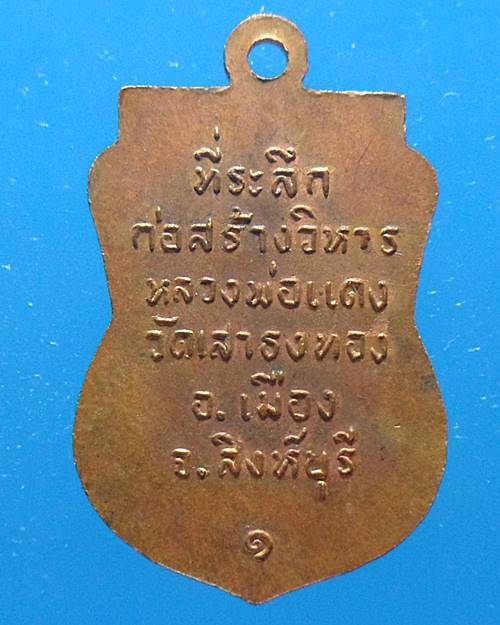 ที่ระลึก
ก่อสร้างวิหาร
หลวงพ่อแดง
วัดเสาธงทอง
อ. เมือง
จ. สิงห์บุรี
๑